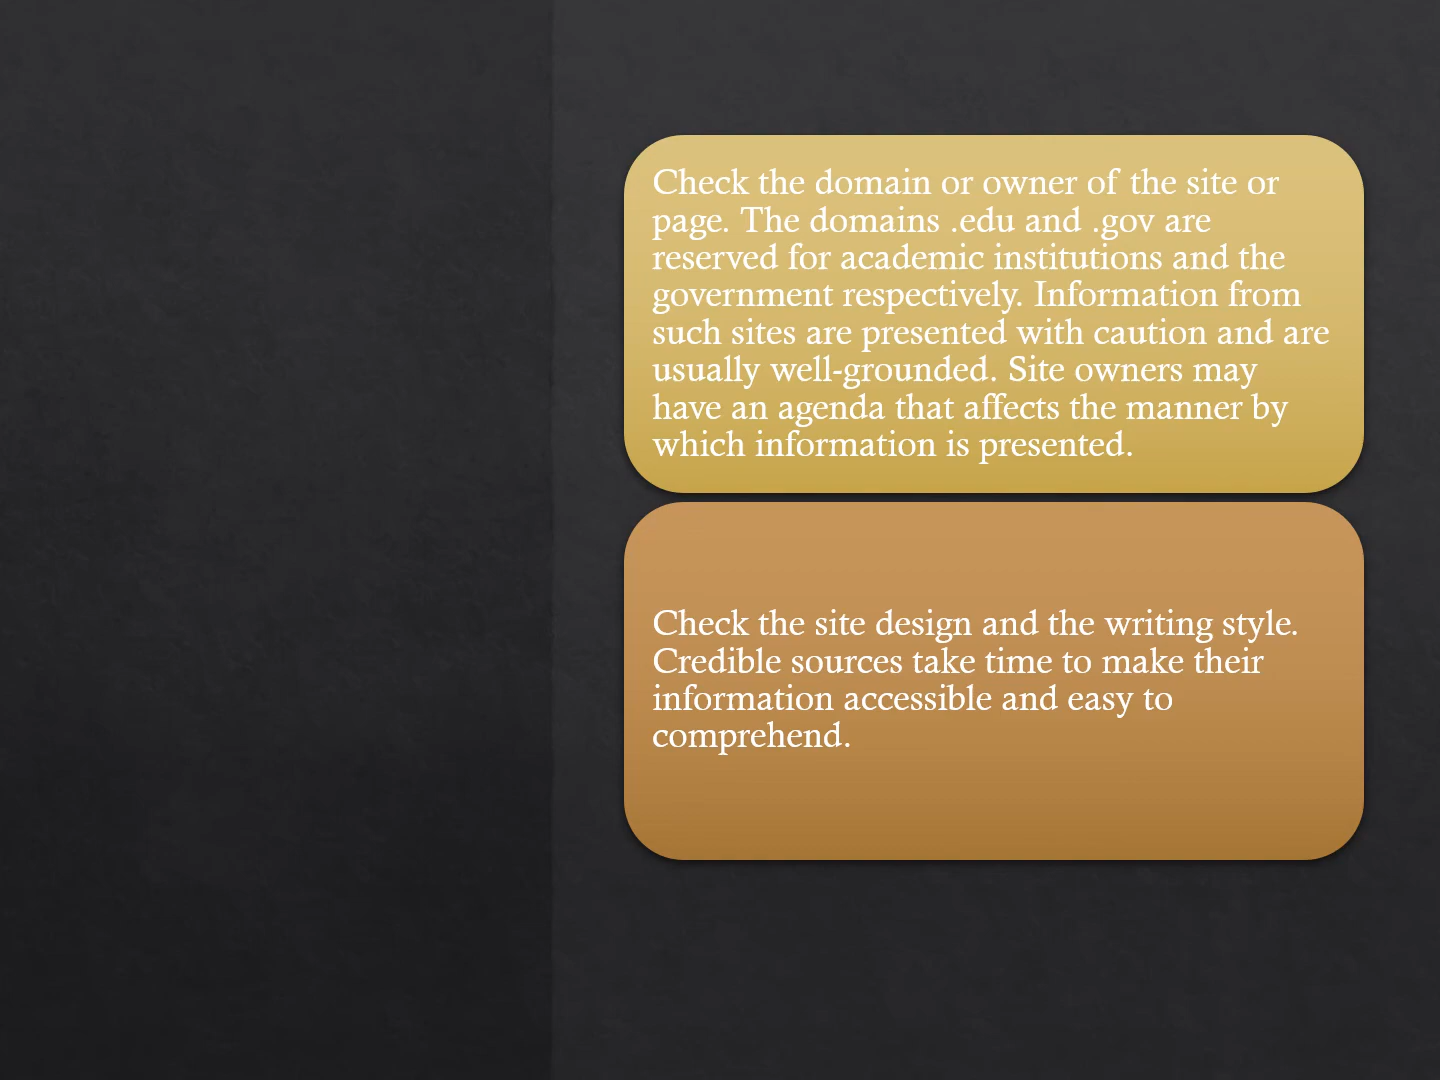 Check the domain or owner of the site or
page. The domains .edu and .gov are
reserved for academic institutions and the
government respectively. Information from
such sites are presented with caution and are
usually well-grounded. Site owners may
have an agenda that affects the manner by
which information is presented.
Check the site design and the writing style.
Credible sources take time to make their
information accessible and easy to
comprehend.